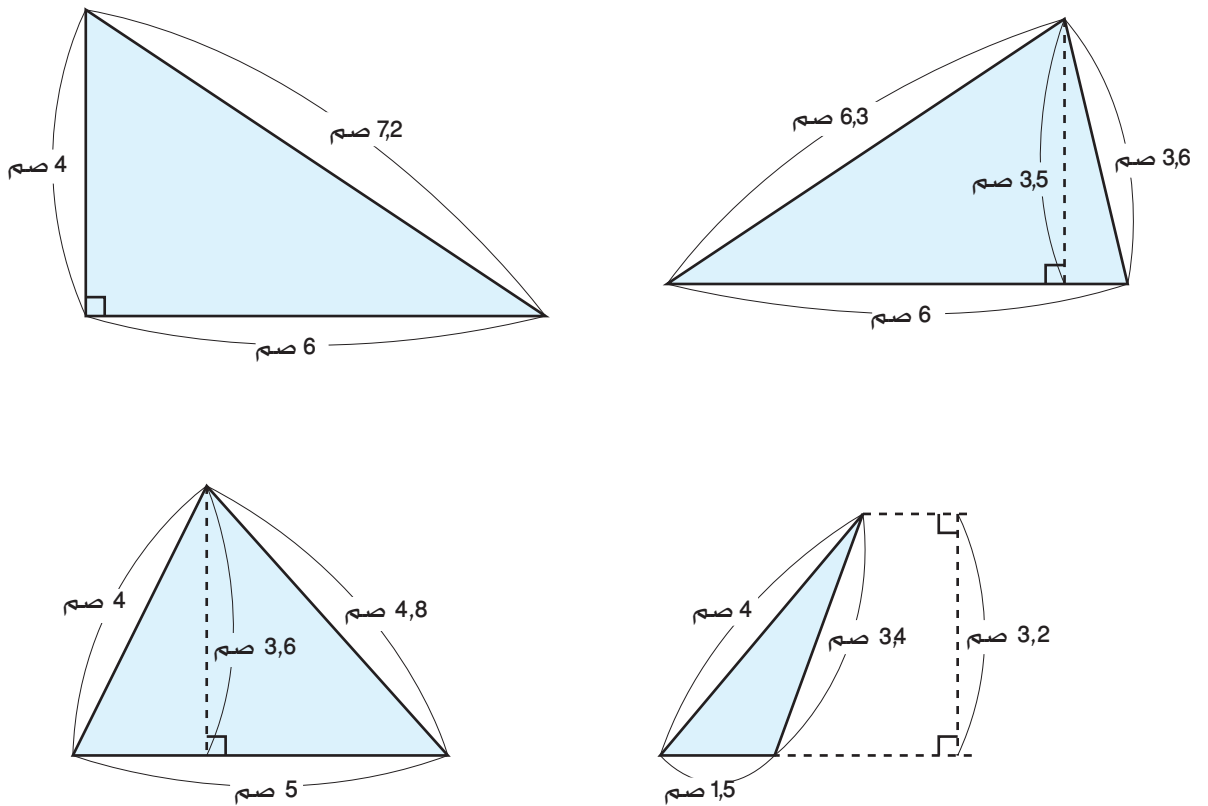 7,2 صم
4 صم
6 صم
6,3 صم
3,6 صم
3,5 صم
6 صم
4 صم
4,8 صم
3,6 صم
5 صم
4 صم
3,4 صم
3,2 صم
1,5 صم